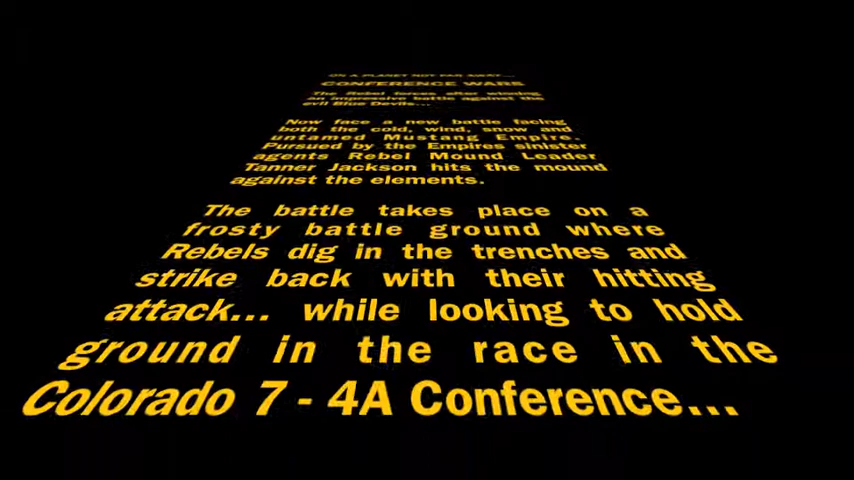 ON A PLANET NOT FAR AWAY...
CONFERENCE WARS
The Rebel forces after winning
an impressive battle against the
evil Blue Devils...
Now face a new battle facing
both the cold, wind, snow and
untamed Mustang Empire.
Pursued by the Empires sinister
agents Rebel Mound Leader
Tanner Jackson hits the mound
against the elements.
The battle takes place on a
frosty battle ground where
Rebels dig in the trenches and
strike back with their hitting
attack... while looking to hold
ground in the race in the
Colorado 7 - 4A Conference...